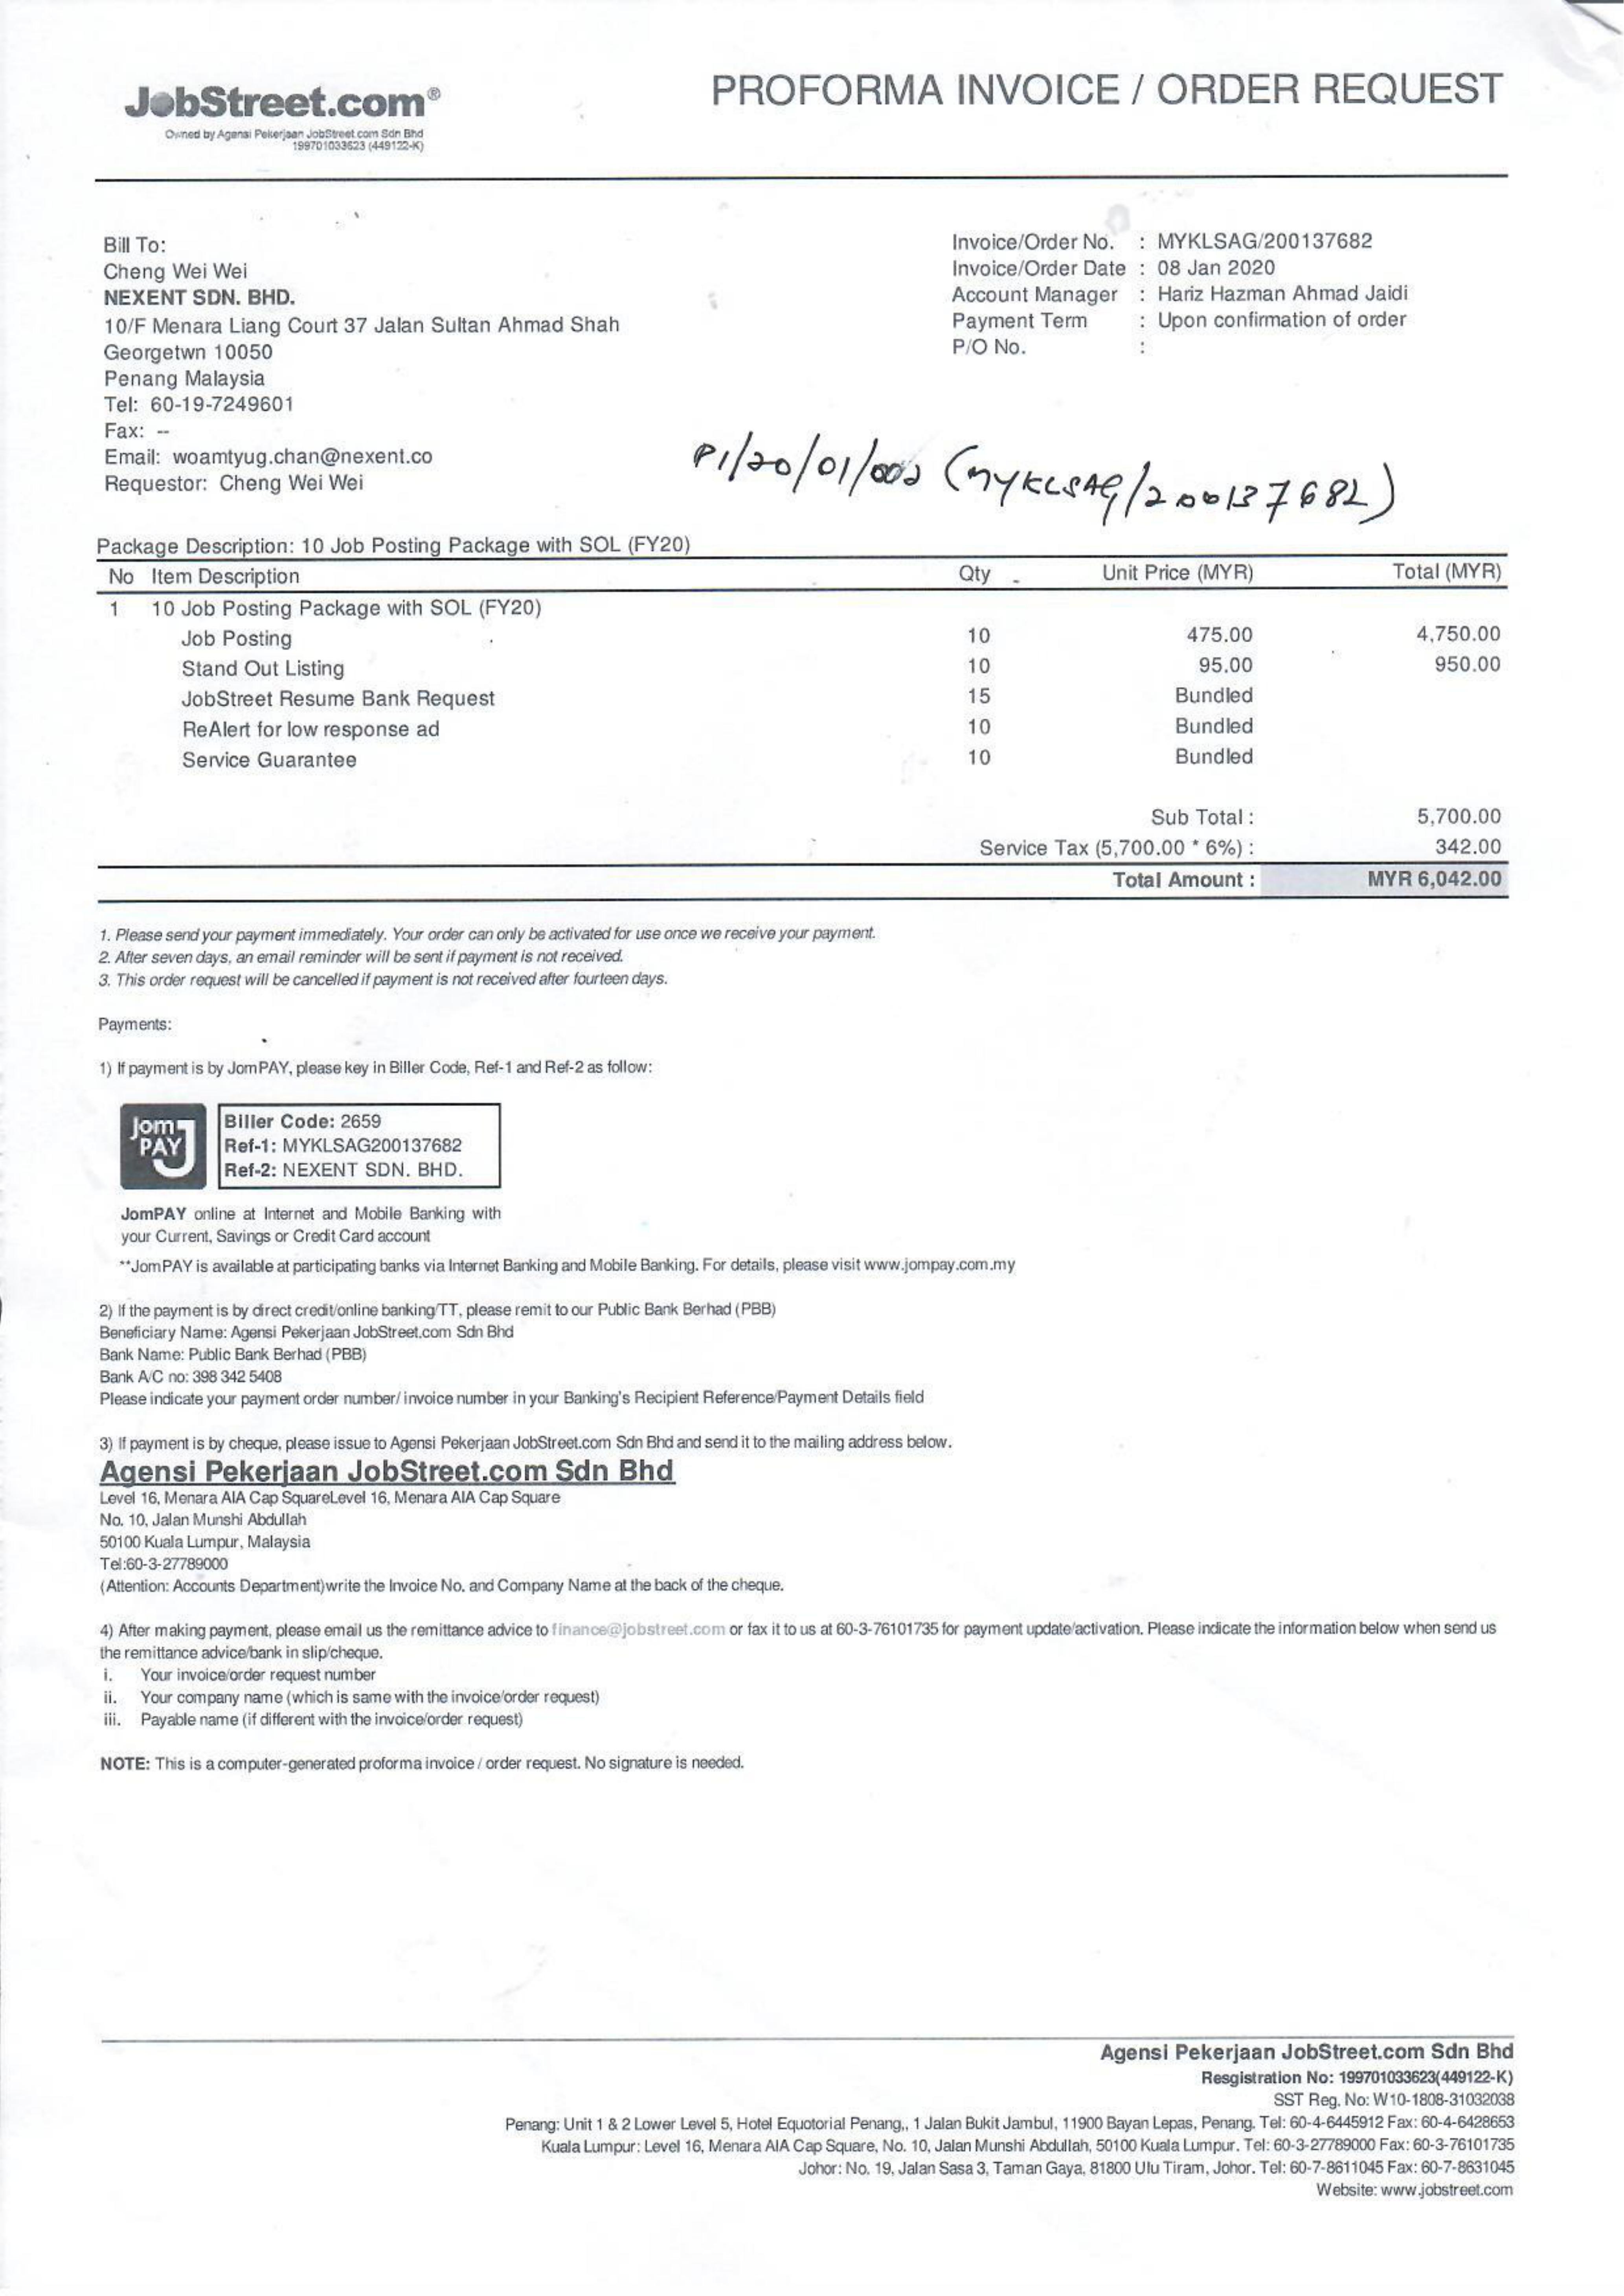 JobStreet.com®
Owned by Agensi Pekerjaan JobStreet.com Sdn Bhd
199701033623 (449122-K)
PROFORMA INVOICE / ORDER REQUEST
Bill To:
Cheng Wei Wei
NEXENT SDN. BHD.
10/F Menara Liang Court 37 Jalan Sultan Ahmad Shah
Georgetwn 10050
Penang Malaysia
Tel: 60-19-7249601
Fax: --
Email: woamtyug.chan@nexent.co
Requestor: Cheng Wei Wei
Invoice/Order No. : MYKLSAG/200137682
Invoice/Order Date : 08 Jan 2020
Account Manager : Hariz Hazman Ahmad Jaidi
Payment Term : Upon confirmation of order
P/O No. :
(MYKLSAG/200137682)
Package Description: 10 Job Posting Package with SOL (FY20)
No Item Description Qty Unit Price (MYR) Total (MYR)
1 10 Job Posting Package with SOL (FY20)
Job Posting 10 475.00 4,750.00
Stand Out Listing 10 95.00 950.00
JobStreet Resume Bank Request 15 Bundled
ReAlert for low response ad 10 Bundled
Service Guarantee 10 Bundled
Sub Total : 5,700.00
Service Tax (5,700.00 * 6%) : 342.00
Total Amount : MYR 6,042.00
1. Please send your payment immediately. Your order can only be activated for use once we receive your payment.
2. After seven days, an email reminder will be sent if payment is not received.
3. This order request will be cancelled if payment is not received after fourteen days.
Payments:
1) If payment is by JomPAY, please key in Biller Code, Ref-1 and Ref-2 as follow:
Jom
PAY
Biller Code: 2659
Ref-1: MYKLSAG200137682
Ref-2: NEXENT SDN. BHD.
JomPAY online at Internet and Mobile Banking with
your Current, Savings or Credit Card account
**JomPAY is available at participating banks via Internet Banking and Mobile Banking. For details, please visit www.jompay.com.my
2) If the payment is by direct credit/online banking/TT, please remit to our Public Bank Berhad (PBB)
Beneficiary Name: Agensi Pekerjaan JobStreet.com Sdn Bhd
Bank Name: Public Bank Berhad (PBB)
Bank A/C no: 398 342 5408
Please indicate your payment order number/ invoice number in your Banking's Recipient Reference/Payment Details field
3) If payment is by cheque, please issue to Agensi Pekerjaan JobStreet.com Sdn Bhd and send it to the mailing address below.
Agensi Pekerjaan JobStreet.com Sdn Bhd
Level 16, Menara AIA Cap SquareLevel 16, Menara AIA Cap Square
No. 10, Jalan Munshi Abdullah
50100 Kuala Lumpur, Malaysia
Tel:60-3-27789000
(Attention: Accounts Department)write the Invoice No. and Company Name at the back of the cheque.
4) After making payment, please email us the remittance advice to finance@jobstreet.com or fax it to us at 60-3-76101735 for payment update/activation. Please indicate the information below when send us
the remittance advice/bank in slip/cheque.
i. Your invoice/order request number
ii. Your company name (which is same with the invoice/order request)
iii. Payable name (if different with the invoice/order request)
NOTE: This is a computer-generated proforma invoice / order request. No signature is needed.
Agensi Pekerjaan JobStreet.com Sdn Bhd
Resgistration No: 199701033623(449122-K)
SST Reg. No: W10-1808-31032038
Penang: Unit 1 & 2 Lower Level 5, Hotel Equotorial Penang,, 1 Jalan Bukit Jambul, 11900 Bayan Lepas, Penang. Tel: 60-4-6445912 Fax: 60-4-6428653
Kuala Lumpur: Level 16, Menara AIA Cap Square, No. 10, Jalan Munshi Abdullah, 50100 Kuala Lumpur. Tel: 60-3-27789000 Fax: 60-3-76101735
Johor: No. 19, Jalan Sasa 3, Taman Gaya, 81800 Ulu Tiram, Johor. Tel: 60-7-8611045 Fax: 60-7-8631045
Website: www.jobstreet.com